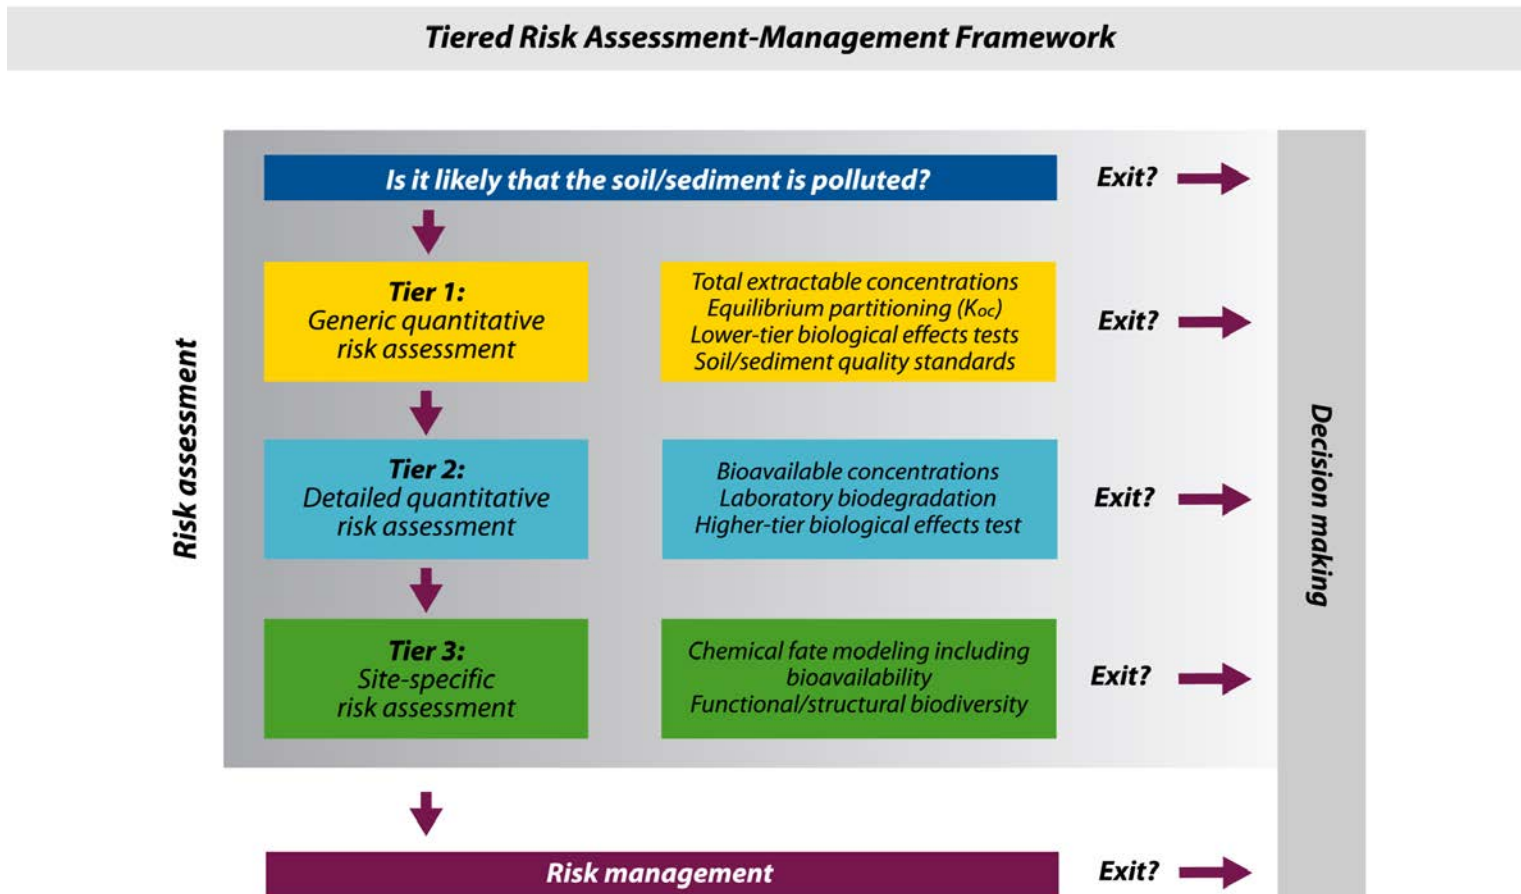 Tiered Risk Assessment-Management Framework
Is it likely that the soil/sediment is polluted?
Exit?
Tier 1:
Generic quantitative
risk assessment
Total extractable concentrations
Equilibrium partitioning (Koc)
Lower-tier biological effects tests
Soil/sediment quality standards
Exit?
Risk assessment
Tier 2:
Detailed quantitative
risk assessment
Bioavailable concentrations
Laboratory biodegradation
Higher-tier biological effects test
Exit?
Decision making
Tier 3:
Site-specific
risk assessment
Chemical fate modeling including
bioavailability
Functional/structural biodiversity
Exit?
Risk management
Exit?